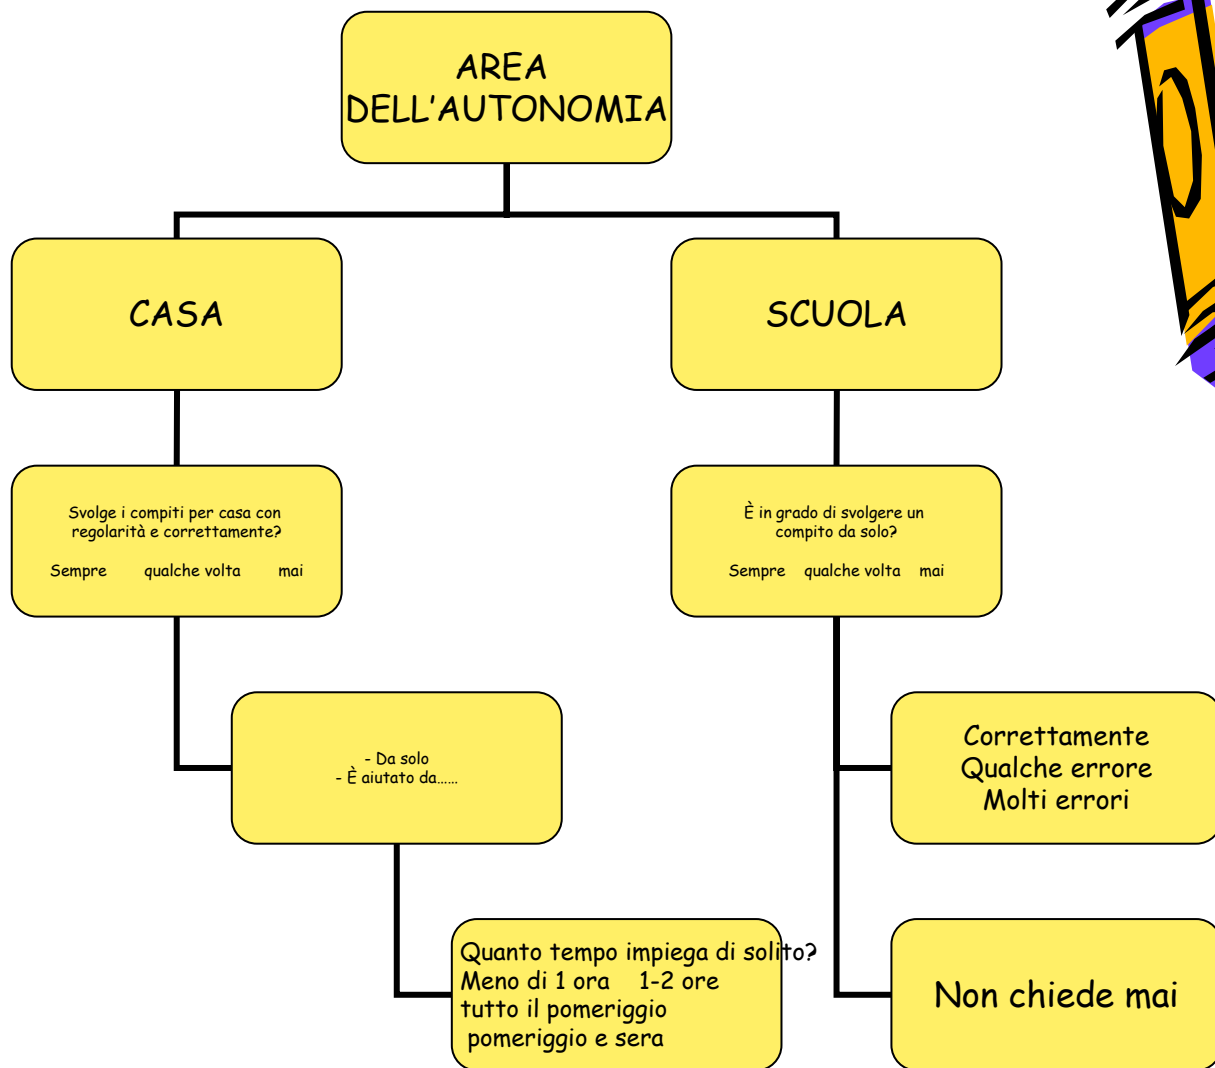 AREA
DELL'AUTONOMIA
CASA
SCUOLA
Svolge i compiti per casa con
regolarità e correttamente?
Sempre qualche volta mai
È in grado di svolgere un
compito da solo?
Sempre qualche volta mai
- Da solo
- È aiutato da......
Correttamente
Qualche errore
Molti errori
Quanto tempo impiega di solito?
Meno di 1 ora 1-2 ore
tutto il pomeriggio
pomeriggio e sera
Non chiede mai